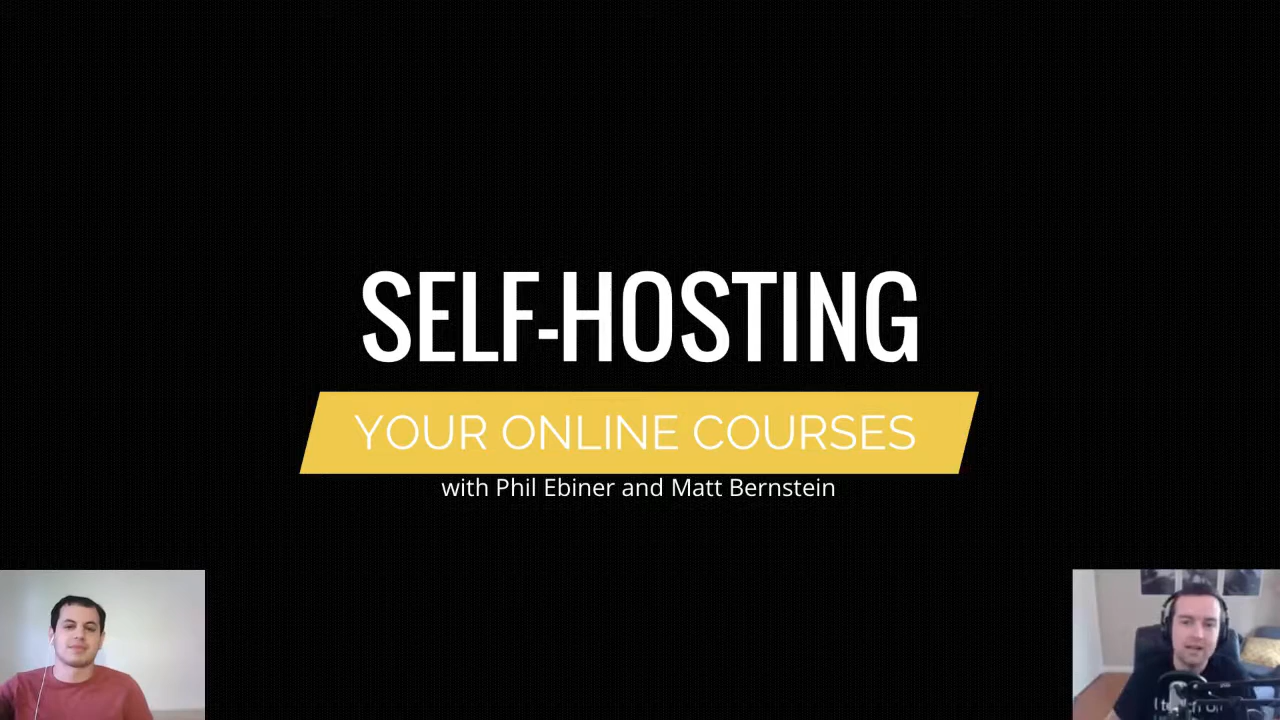 SELF-HOSTING
YOUR ONLINE COURSES
with Phil Ebiner and Matt Bernstein